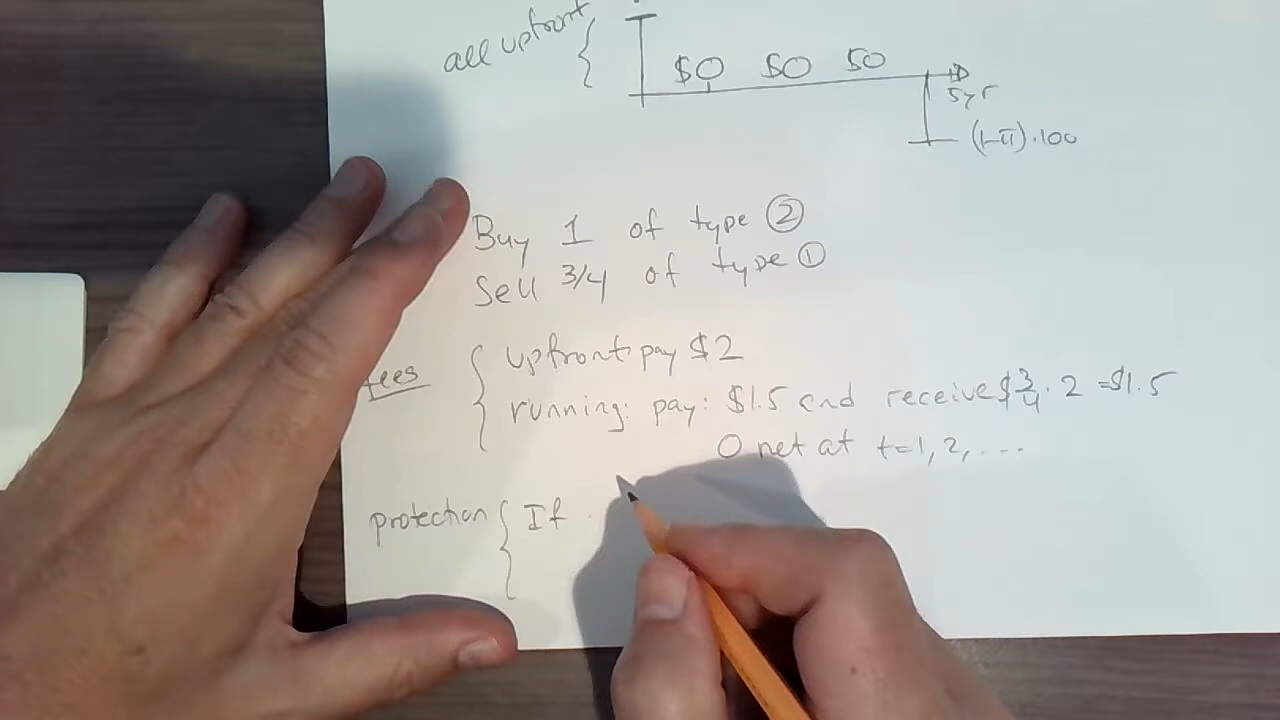 all upfront {
$0 $0 $0
5yr
(1-π).100
Buy 1 of type ②
Sell 3/4 of type ①
fees { upfront: pay $2
running: pay: $1.5 and receive $3/4 . 2 = $1.5
0 net at t=1,2, ...
protection { If